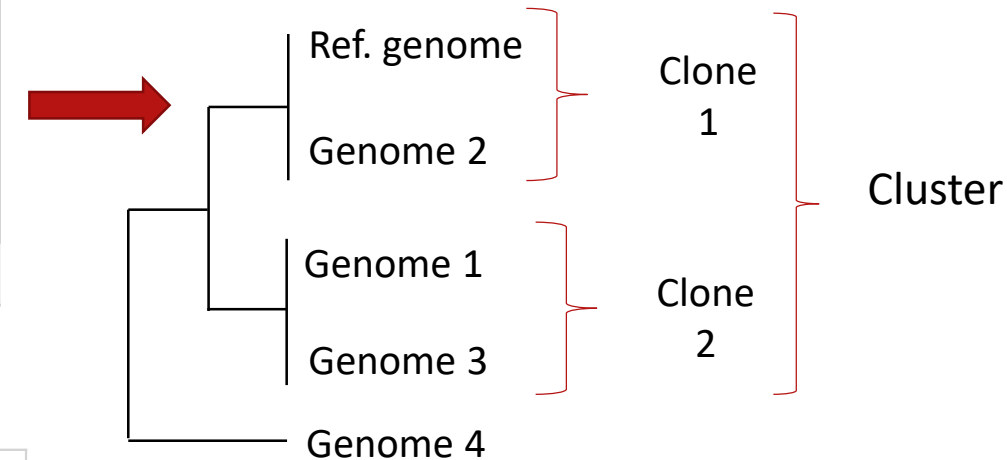 Ref. genome
Genome 2
Genome 1
Genome 3
Genome 4
Clone
1
Clone
2
Cluster